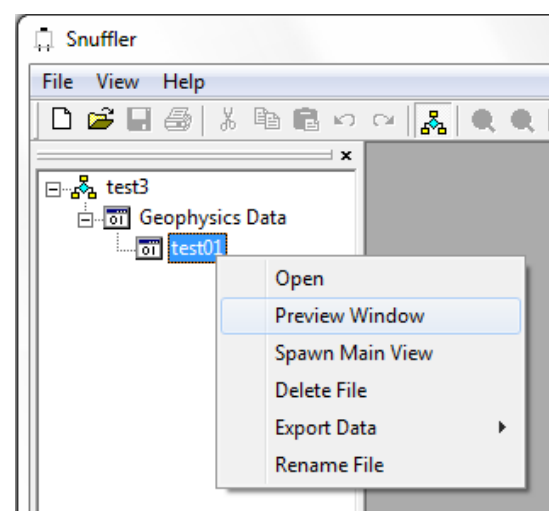 Snuffler
File View Help
test3
Geophysics Data
test01
Open
Preview Window
Spawn Main View
Delete File
Export Data
Rename File